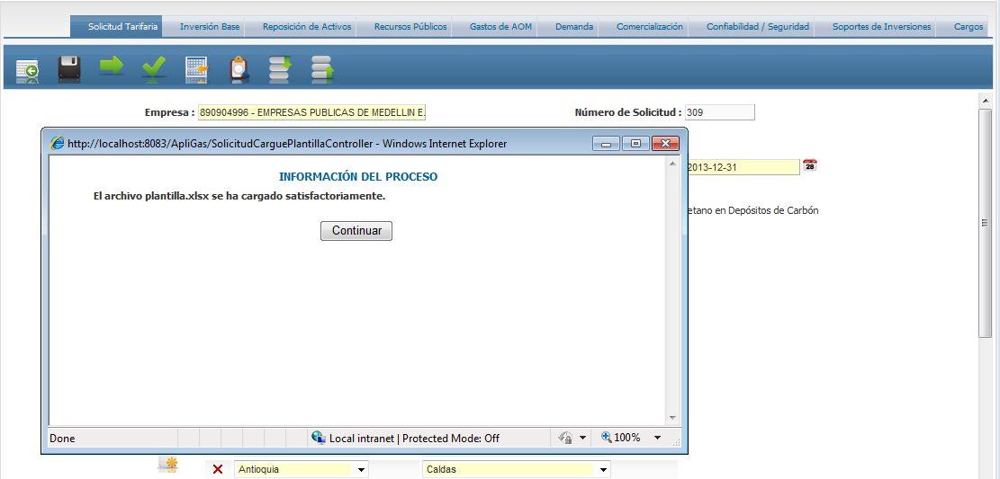 Solicitud Tarifaria Inversión Base Reposición de Activos Recursos Públicos Gastos de AOM Demanda Comercialización Confiabilidad / Seguridad Soportes de Inversiones Cargos
Empresa : 890904996 - EMPRESAS PUBLICAS DE MEDELLIN E. Número de Solicitud : 309
http://localhost:8083/ApliGas/SolicitudCarguePlantillaController - Windows Internet Explorer
INFORMACIÓN DEL PROCESO
2013-12-31 28
El archivo plantilla.xlsx se ha cargado satisfactoriamente.
etano en Depósitos de Carbón
Continuar
Done Local intranet | Protected Mode: Off 100%
Antioquia Caldas